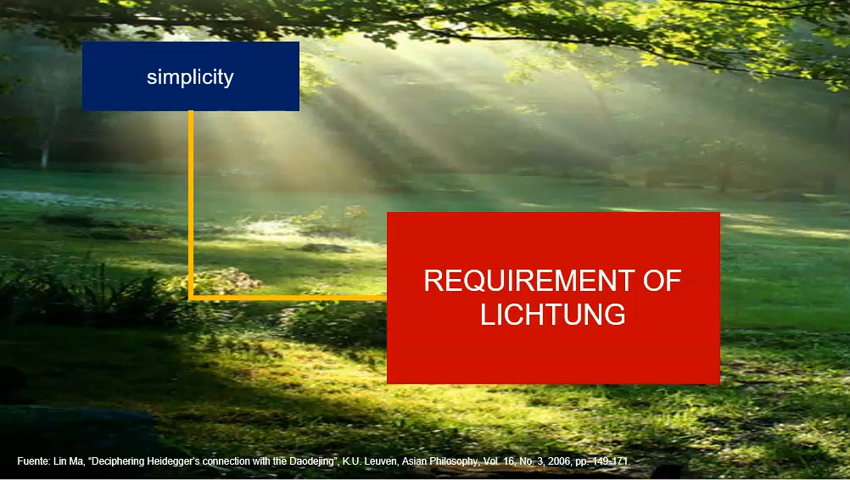 simplicity
REQUIREMENT OF
LICHTUNG
Fuente: Lin Ma, “Deciphering Heidegger’s connection with the Daodejing”, K.U. Leuven, Asian Philosophy, Vol. 16, No. 3, 2006, pp. 149-171.